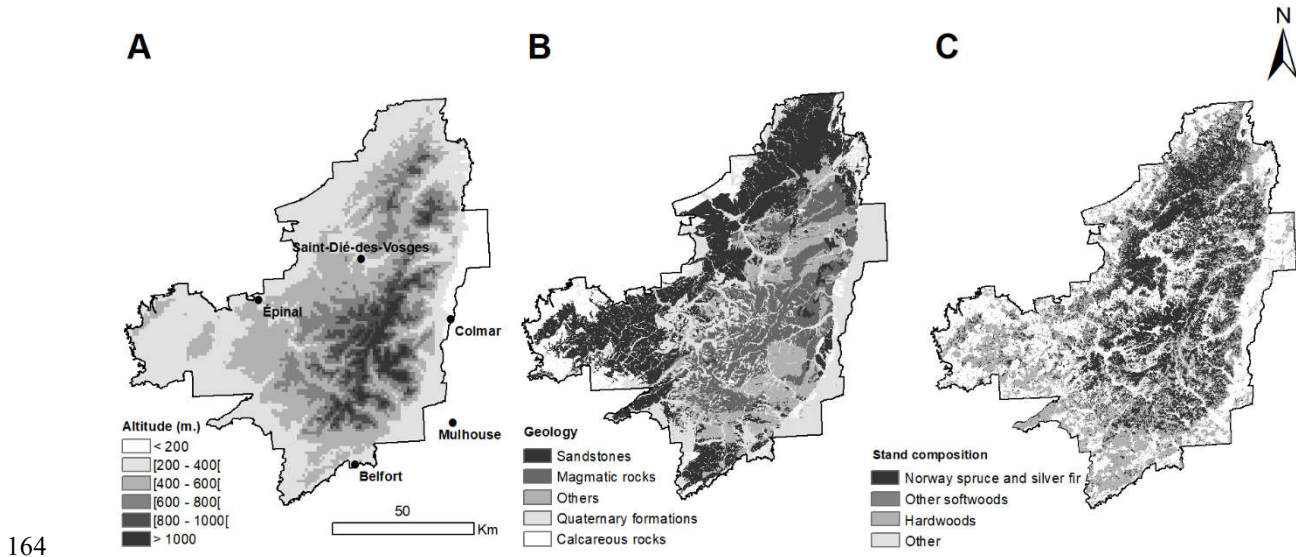 A
B
C
N
Saint-Dié-des-Vosges
Épinal
Colmar
Mulhouse
Belfort
Altitude (m.)
< 200
[200 - 400[
[400 - 600[
[600 - 800[
[800 - 1000[
> 1000
50
Km
Geology
Sandstones
Magmatic rocks
Others
Quaternary formations
Calcareous rocks
Stand composition
Norway spruce and silver fir
Other softwoods
Hardwoods
Other
164